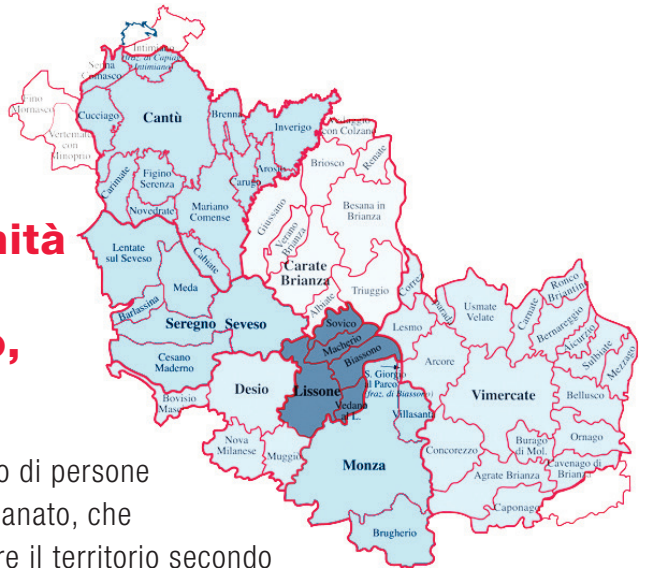 Intimiano
(fraz. di Capiago
Intimiano)
Comasco
Fino
Mornasco
Vertemate
con
Minoprio
Cucciago
Cantù
Brenna
Inverigo
con Colzano
Briosco
Renate
Carimate
Figino
Serenza
Novedrate
Mariano
Comense
Carugo
Arosio
Giussano
Verano
Brianza
Besana in
Brianza
nità
Lentate
sul Seveso
Cabiate
Carate
Brianza
Triuggio
Albiate
Meda
Barlassina
Seregno Seveso
o,
Cesano
Maderno
Sovico
Macherio
Biassono
Lesmo
Usmate
Velate
Carnate
Ronco
Briantin
Bernareggio
Aicurzio
Sulbiate
Mezzago
Arcore
Desio
Lissone
S. Giorgio
al Parco
(fraz. di Biassono)
Vimercate
Bovisio
Vedano
al L.
Villasanta
Bellusco
Nova
Milanese
Muggiò
Monza
Concorezzo
Burago
di Mol.
Ornago
Cavenago di
Brian
Agrate Brianza
Caponago
Brugherio
o di persone
anato, che
re il territorio secondo